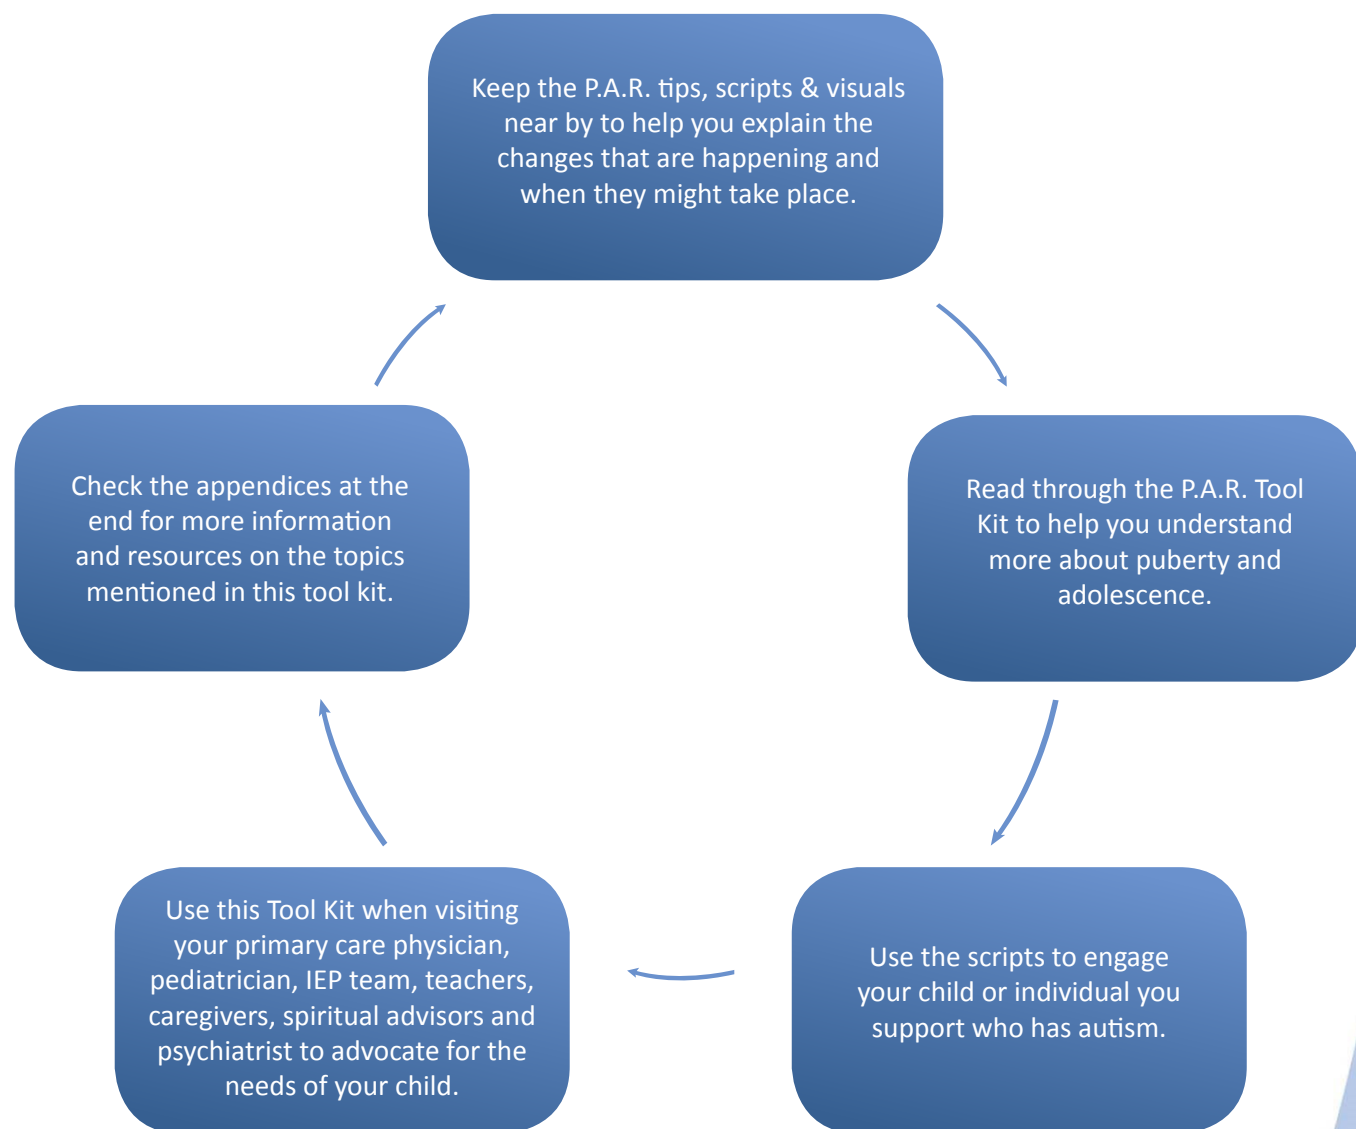 Keep the P.A.R. tips, scripts & visuals
near by to help you explain the
changes that are happening and
when they might take place.
Read through the P.A.R. Tool
Kit to help you understand
more about puberty and
adolescence.
Use the scripts to engage
your child or individual you
support who has autism.
Use this Tool Kit when visiting
your primary care physician,
pediatrician, IEP team, teachers,
caregivers, spiritual advisors and
psychiatrist to advocate for the
needs of your child.
Check the appendices at the
end for more information
and resources on the topics
mentioned in this tool kit.